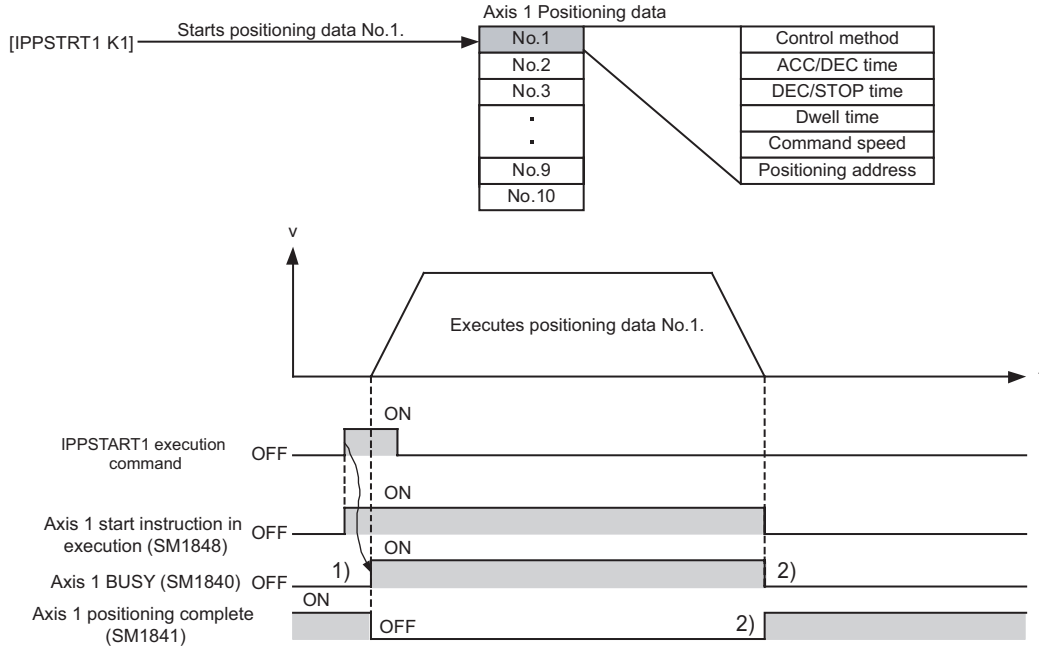 Axis 1 Positioning data
[IPPSTRT1 K1]
Starts positioning data No.1.
No.1
No.2
No.3
.
.
No.9
No.10
Control method
ACC/DEC time
DEC/STOP time
Dwell time
Command speed
Positioning address
v
Executes positioning data No.1.
ON
IPPSTART1 execution
command
OFF
ON
Axis 1 start instruction in
execution (SM1848)
OFF
ON
Axis 1 BUSY (SM1840)
OFF
1)
2)
ON
Axis 1 positioning complete
(SM1841)
OFF
2)